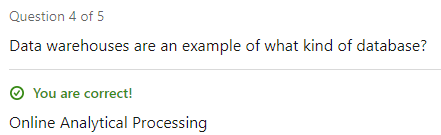 Question 4 of 5
Data warehouses are an example of what kind of database?
You are correct!
Online Analytical Processing